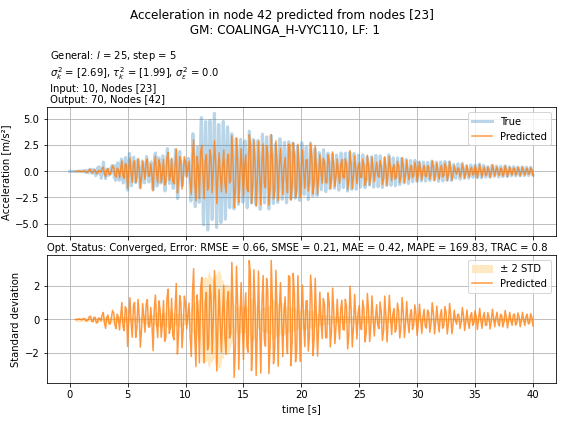 Acceleration in node 42 predicted from nodes [23]
GM: COALINGA_H-VYC110, LF: 1
General: l = 25, step = 5
σ²ₖ = [2.69], τ²ₖ = [1.99], σ²ε = 0.0
Input: 10, Nodes [23]
Output: 70, Nodes [42]
5.0
2.5
0.0
−2.5
−5.0
Acceleration [m/s²]
True
Predicted
Opt. Status: Converged, Error: RMSE = 0.66, SMSE = 0.21, MAE = 0.42, MAPE = 169.83, TRAC = 0.8
2
0
−2
Standard deviation
± 2 STD
Predicted
0 5 10 15 20 25 30 35 40
time [s]